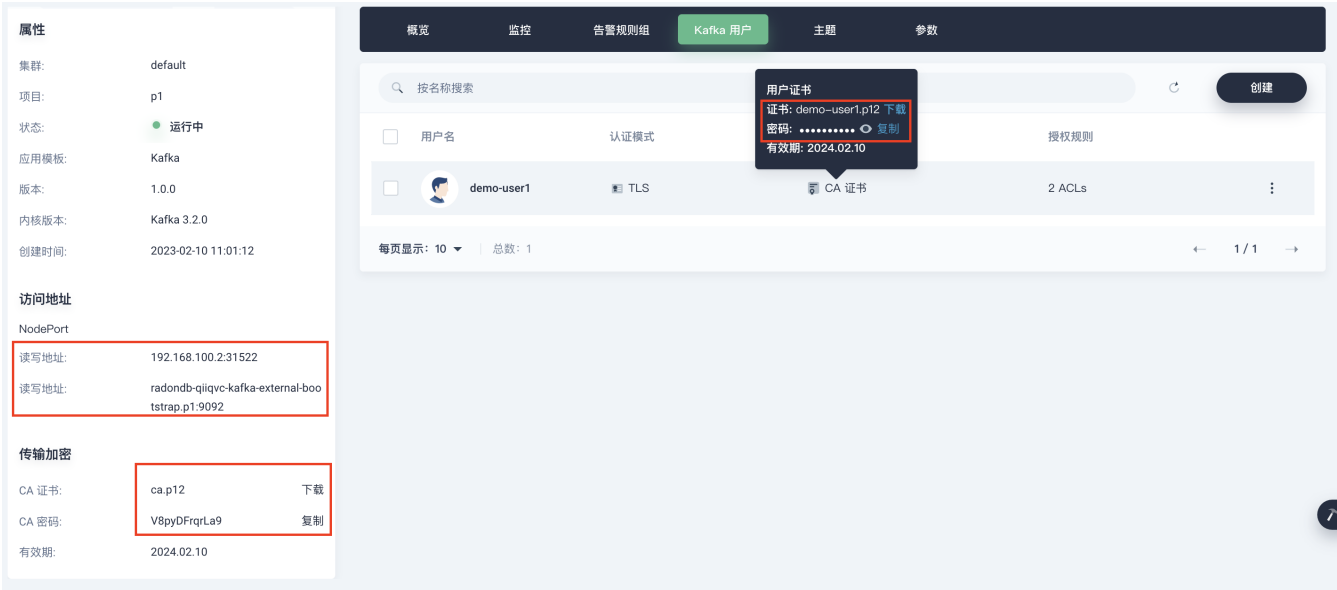 属性
集群: default
项目: p1
状态: 运行中
应用模板: Kafka
版本: 1.0.0
内核版本: Kafka 3.2.0
创建时间: 2023-02-10 11:01:12
访问地址
NodePort
读写地址: 192.168.100.2:31522
读写地址: radondb-qiiqvc-kafka-external-boo
tstrap.p1:9092
传输加密
CA 证书: ca.p12 下载
CA 密码: V8pyDFrqrLa9 复制
有效期: 2024.02.10
概览 监控 告警规则组 Kafka 用户 主题 参数
按名称搜索 创建
用户证书
证书: demo-user1.p12 下载
密码: •••••••••• 复制
有效期: 2024.02.10
用户名 认证模式 授权规则
demo-user1 TLS CA 证书 2 ACLs
每页显示: 10 总数: 1 1 / 1